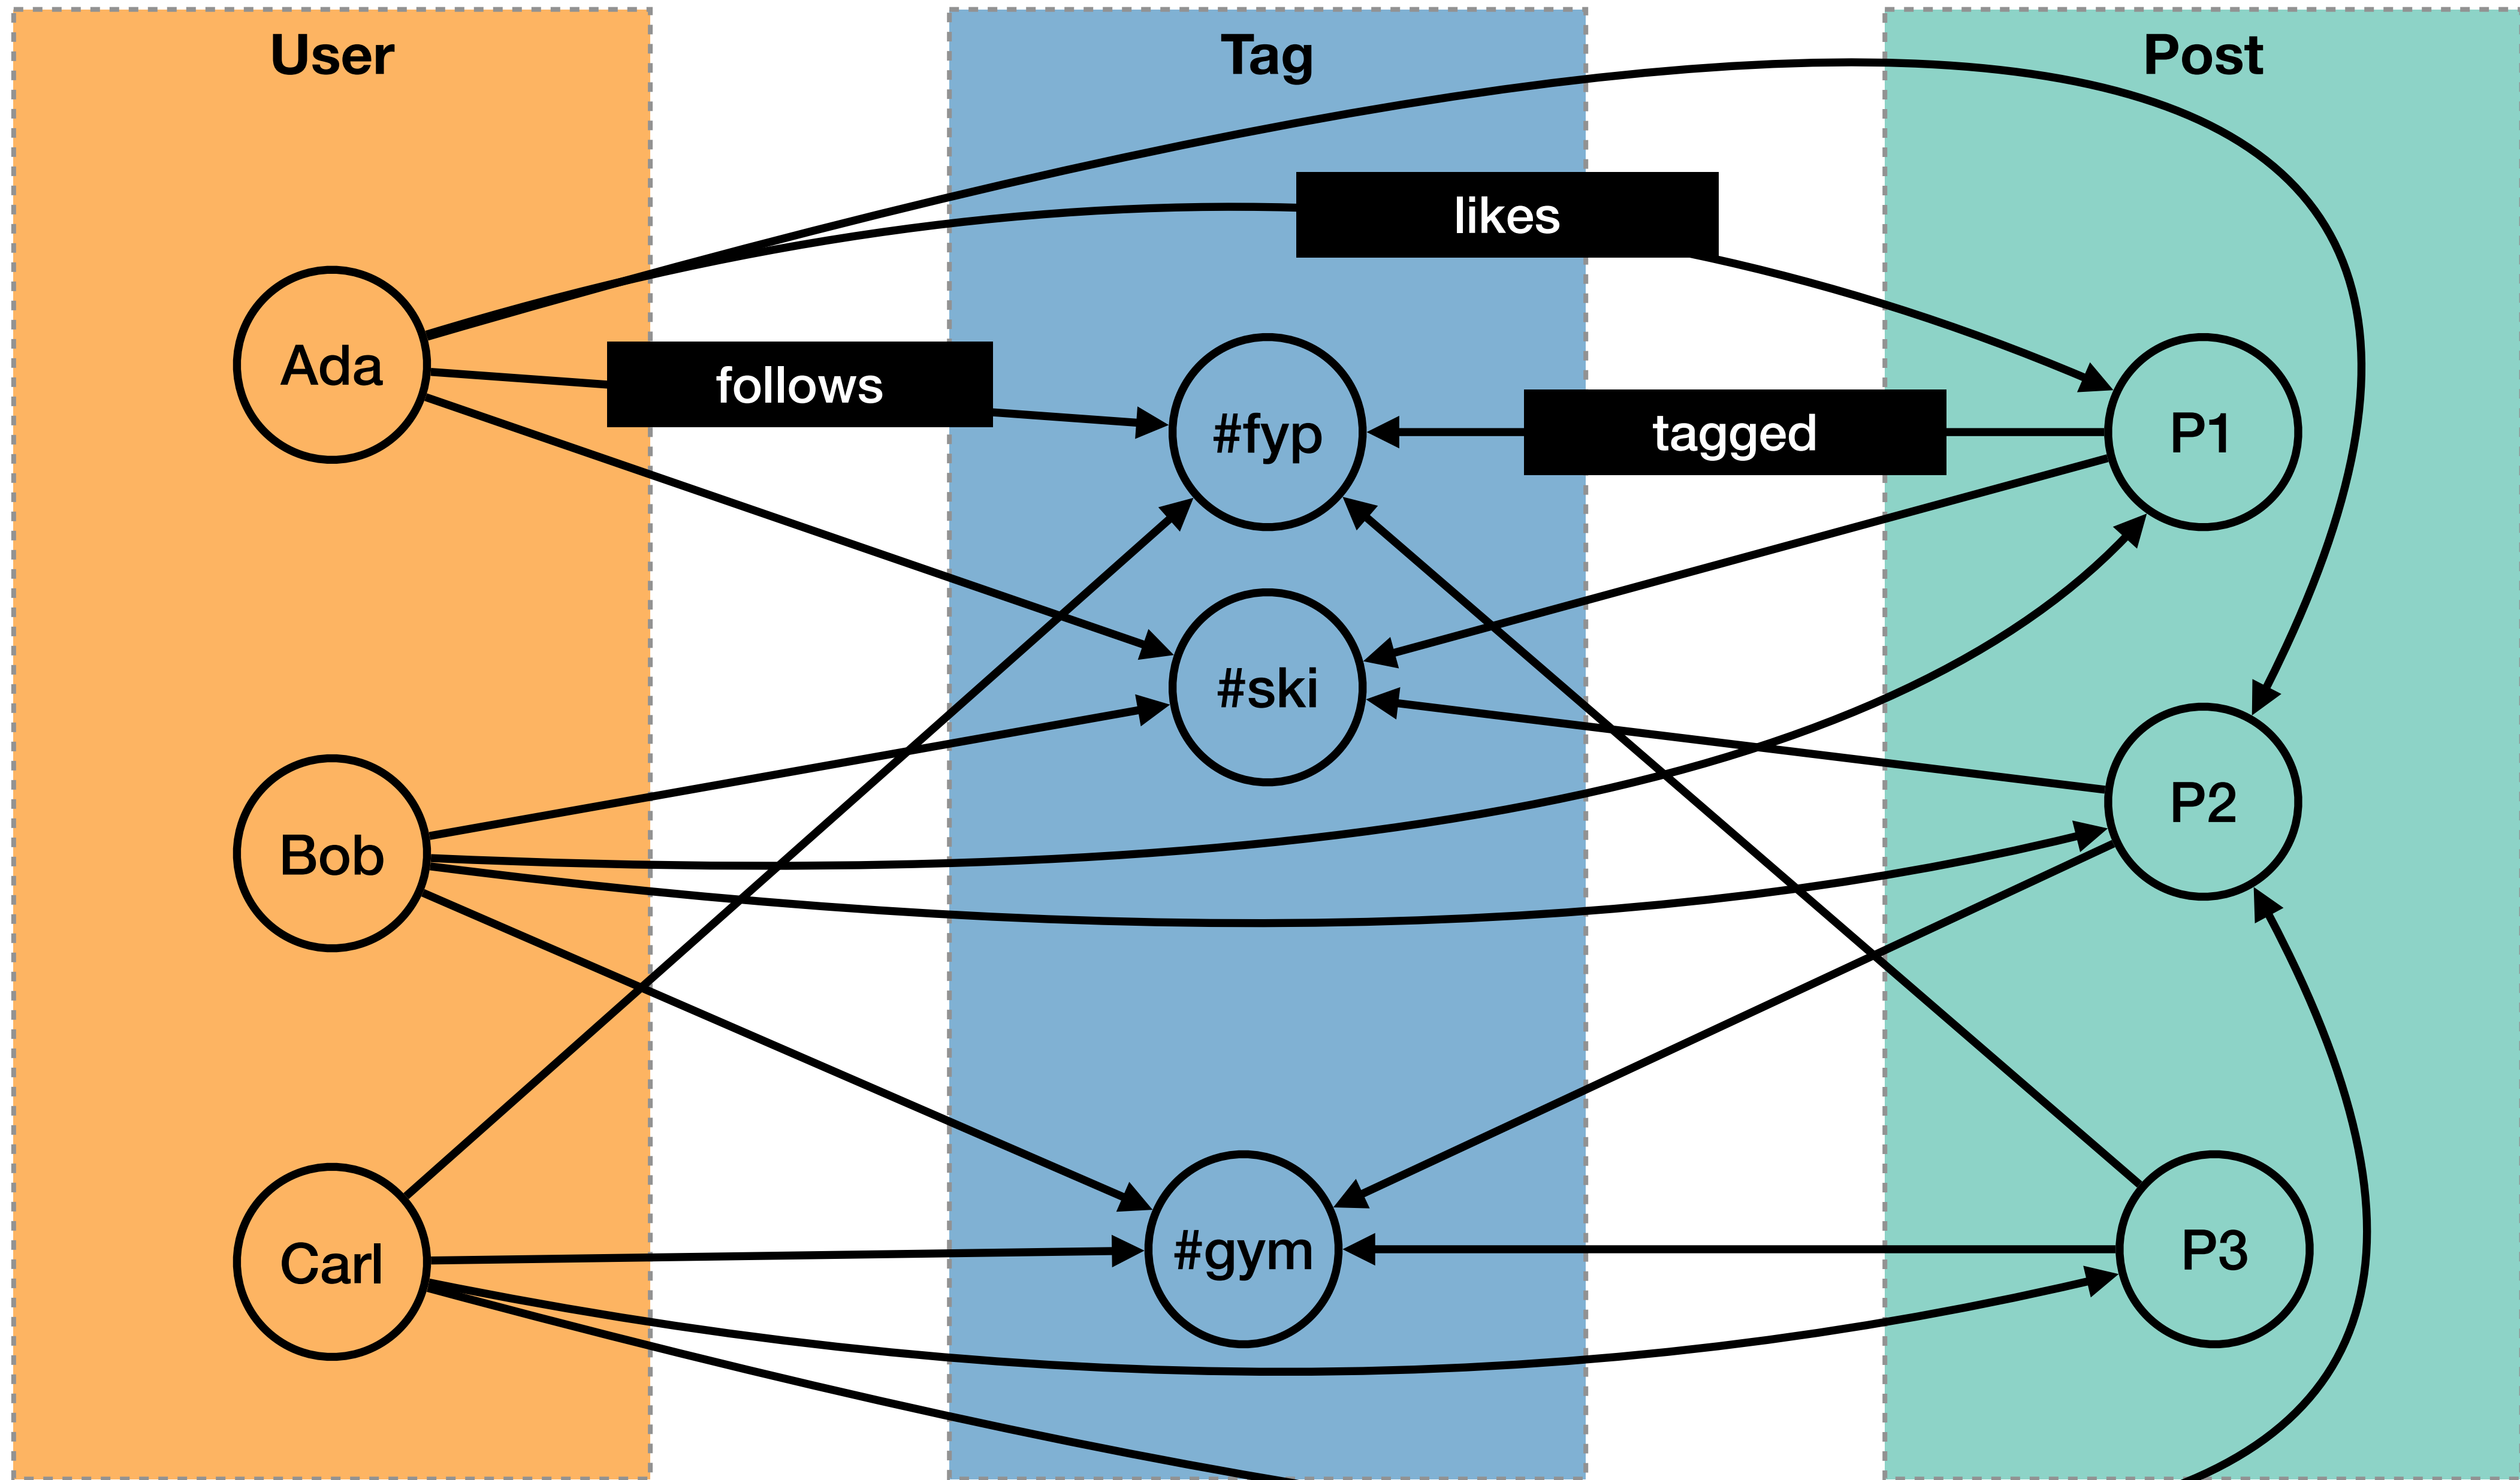 User
Tag
Post
likes
Ada
follows
#fyp
tagged
P1
#ski
P2
Bob
Carl
#gym
P3